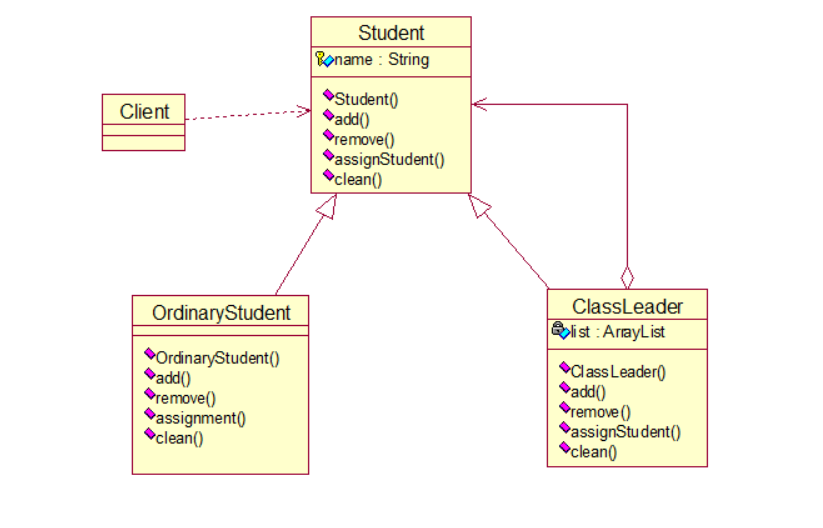 Student
name : String
Student()
add()
remove()
assignStudent()
clean()
Client
OrdinaryStudent
OrdinaryStudent()
add()
remove()
assignment()
clean()
ClassLeader
list : ArrayList
ClassLeader()
add()
remove()
assignStudent()
clean()